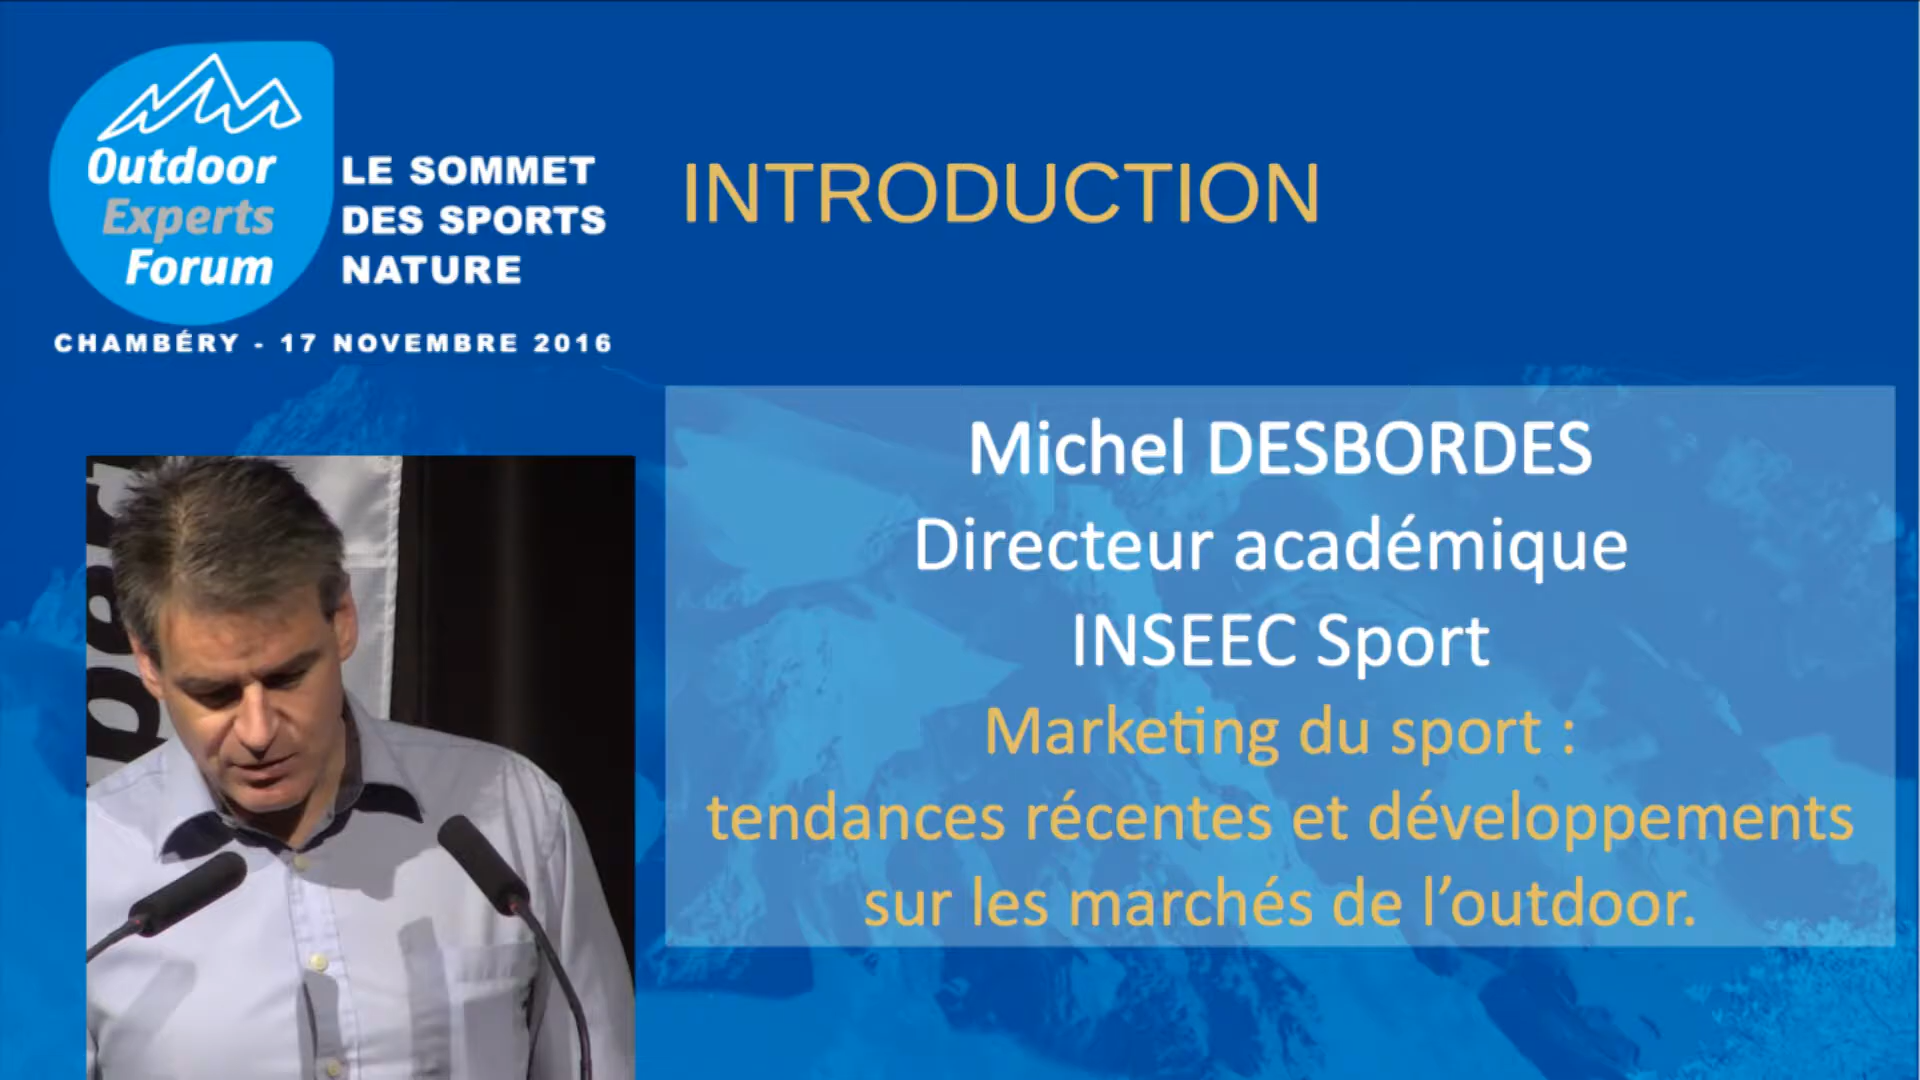 Outdoor
Experts
Forum
LE SOMMET
DES SPORTS
NATURE
CHAMBÉRY - 17 NOVEMBRE 2016
INTRODUCTION
Michel DESBORDES
Directeur académique
INSEEC Sport
Marketing du sport :
tendances récentes et développements
sur les marchés de l’outdoor.